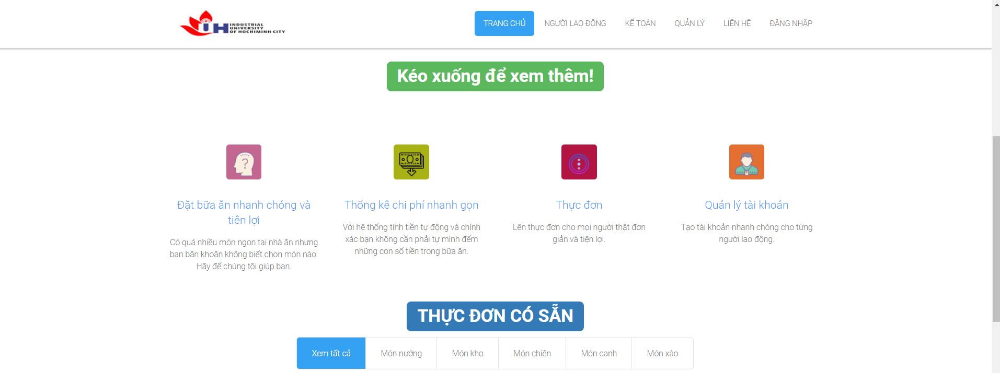 INDUSTRIAL
UNIVERSITY
OF HOCHIMINH CITY
TRANG CHỦ
NGƯỜI LAO ĐỘNG
KẾ TOÁN
QUẢN LÝ
LIÊN HỆ
ĐĂNG NHẬP
Kéo xuống để xem thêm!
Đặt bữa ăn nhanh chóng và
tiên lợi
Có quá nhiều món ngon tại nhà ăn nhưng
bạn băn khoăn không biết chọn món nào.
Hãy để chúng tôi giúp bạn.
Thống kê chi phí nhanh gọn
Với hệ thống tính tiền tự động và chính
xác bạn không cần phải tự mình đếm
những con số tiền trong bữa ăn.
Thực đơn
Lên thực đơn cho mọi người thật đơn
giản và tiện lợi.
Quản lý tài khoản
Tạo tài khoản nhanh chóng cho từng
người lao động.
THỰC ĐƠN CÓ SẴN
Xem tất cả
Món nướng
Món kho
Món chiên
Món canh
Món xào